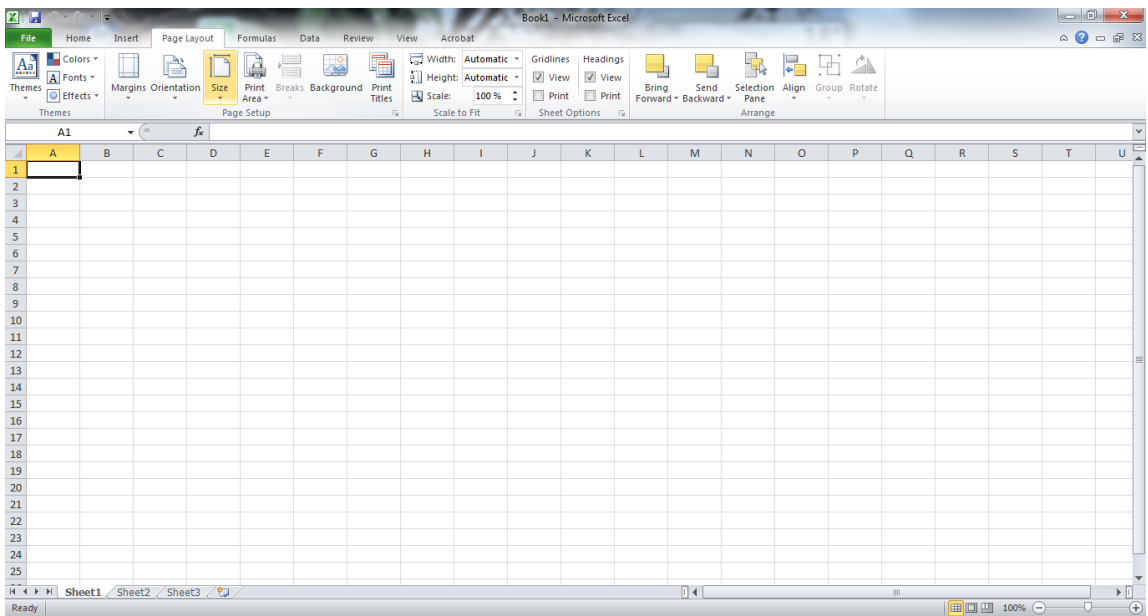 Book1 - Microsoft Excel
File Home Insert Page Layout Formulas Data Review View Acrobat
Themes
Colors
Fonts
Effects
Themes
Margins Orientation Size Print Area Breaks Background Print Titles
Page Setup
Width: Automatic
Height: Automatic
Scale: 100 %
Scale to Fit
Gridlines Headings
View View
Print Print
Sheet Options
Bring Forward Send Backward Selection Pane Align Group Rotate
Arrange
A1 fx
A B C D E F G H I J K L M N O P Q R S T U
1
2
3
4
5
6
7
8
9
10
11
12
13
14
15
16
17
18
19
20
21
22
23
24
25
Sheet1 Sheet2 Sheet3
Ready 100%